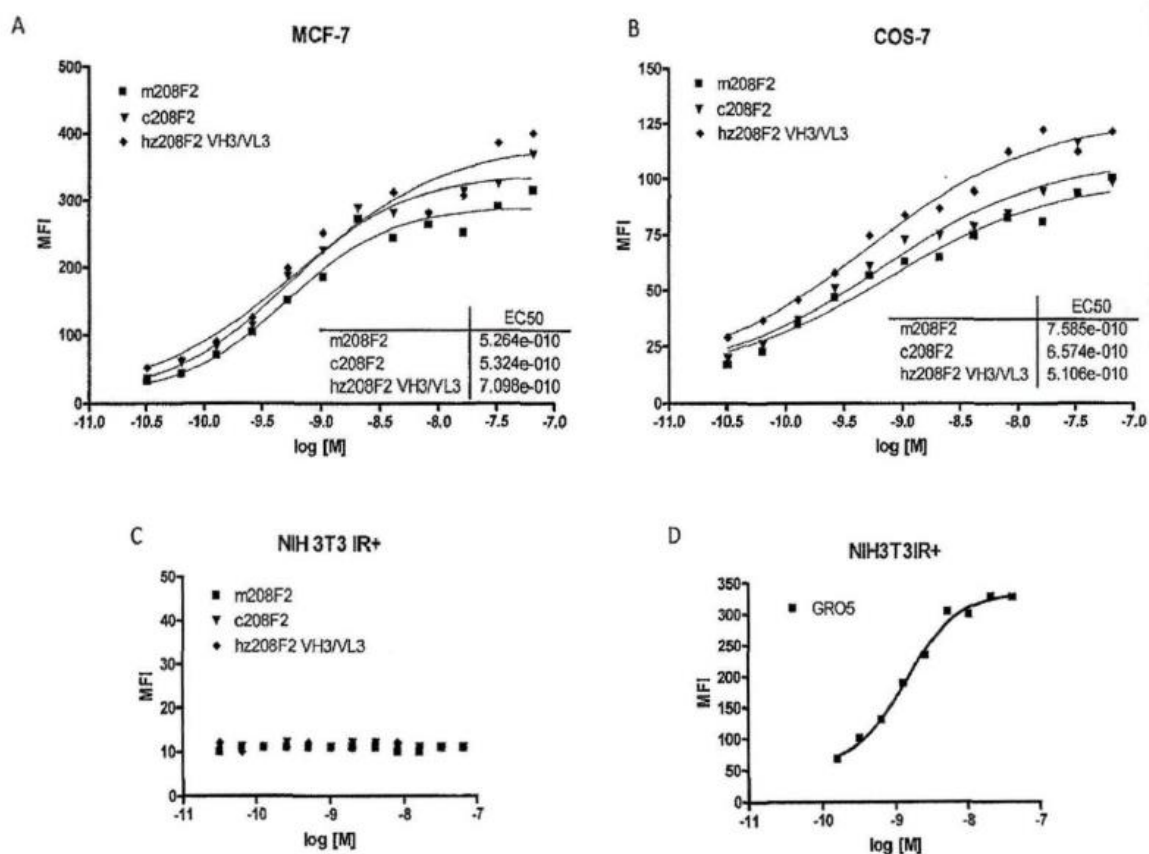 A
MCF-7
500
400
300
200
100
0
MFI
m208F2
c208F2
hz208F2 VH3/VL3
EC50
m208F2 5.264e-010
c208F2 5.324e-010
hz208F2 VH3/VL3 7.098e-010
-11.0 -10.5 -10.0 -9.5 -9.0 -8.5 -8.0 -7.5 -7.0
log [M]
B
COS-7
150
125
100
75
50
25
0
MFI
m208F2
c208F2
hz208F2 VH3/VL3
EC50
m208F2 7.585e-010
c208F2 6.574e-010
hz208F2 VH3/VL3 5.106e-010
-11.0 -10.5 -10.0 -9.5 -9.0 -8.5 -8.0 -7.5 -7.0
log [M]
C
NIH 3T3 IR+
50
40
30
20
10
0
MFI
m208F2
c208F2
hz208F2 VH3/VL3
-11 -10 -9 -8 -7
log [M]
D
NIH3T3IR+
350
300
250
200
150
100
50
0
MFI
GRO5
-11 -10 -9 -8 -7
log [M]